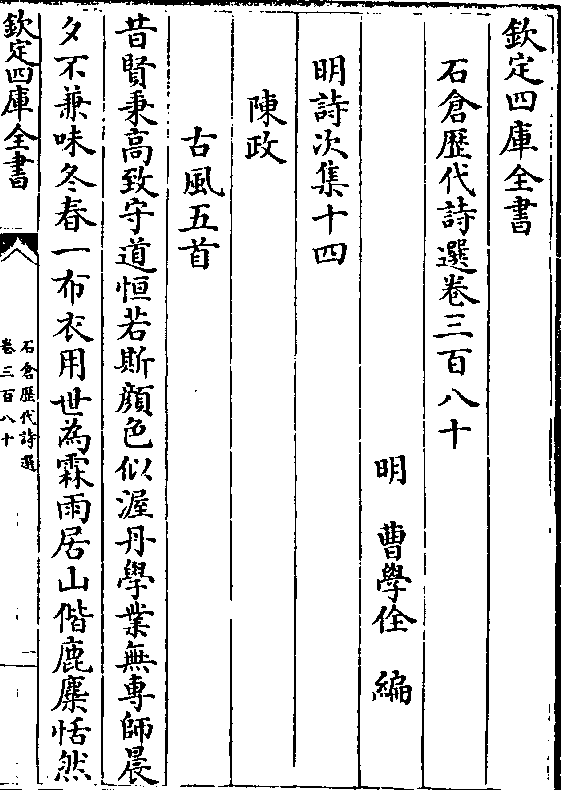 欽定四庫全書
石倉歷代詩選卷三百八十
明　曹學佺　編
明詩次集十四
陳政
古風五首
昔賢秉高致守道恒若斯顔色似渥丹學業無專師晨
夕不兼味冬春一布衣用世為霖雨居山偕鹿麋恬然
欽定四庫全書
石倉歷代詩選
卷三百八十
一